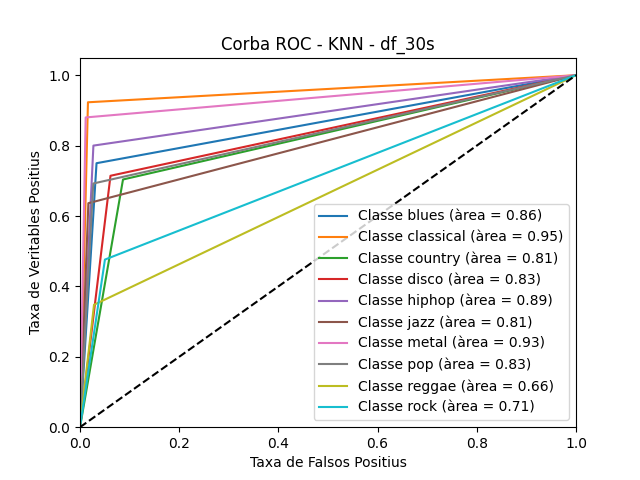 Corba ROC - KNN - df_30s
Taxa de Veritables Positius
1.0
0.8
0.6
0.4
0.2
0.0
Classe blues (àrea = 0.86)
Classe classical (àrea = 0.95)
Classe country (àrea = 0.81)
Classe disco (àrea = 0.83)
Classe hiphop (àrea = 0.89)
Classe jazz (àrea = 0.81)
Classe metal (àrea = 0.93)
Classe pop (àrea = 0.83)
Classe reggae (àrea = 0.66)
Classe rock (àrea = 0.71)
0.0 0.2 0.4 0.6 0.8 1.0
Taxa de Falsos Positius